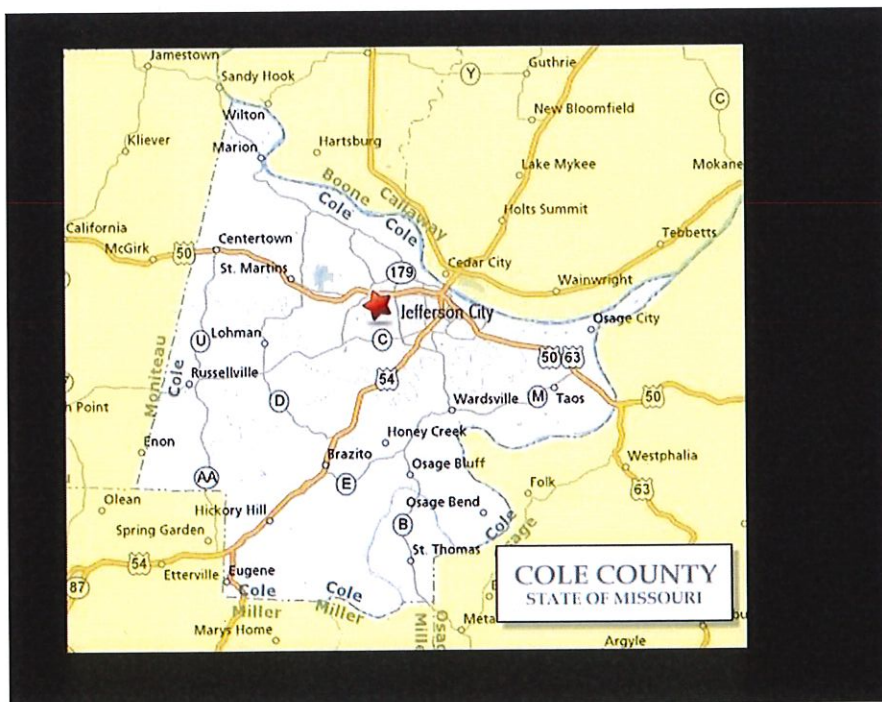 Jamestown
Sandy Hook
Y
Guthrie
C
Wilton
New Bloomfield
Kliever
Marion
Hartsburg
Lake Mykee
Mokane
Boone
Callaway
Cole
Cole
Holts Summit
California
McGirk
50
Centertown
Tebbetts
St. Martins
179
Cedar City
Wainwright
Jefferson City
Osage City
U
Lohman
C
50
63
Cole
Russellville
54
Moniteau
D
M
Taos
50
Point
Wardsville
Honey Creek
Enon
Brazito
Osage Bluff
Westphalia
AA
E
Folk
63
Olean
Hickory Hill
Osage Bend
Spring Garden
B
Cole
54
St. Thomas
Etterville
Eugene
87
Cole
Cole
Miller
Miller
Marys Home
Osage
Argyle
COLE COUNTY
STATE OF MISSOURI